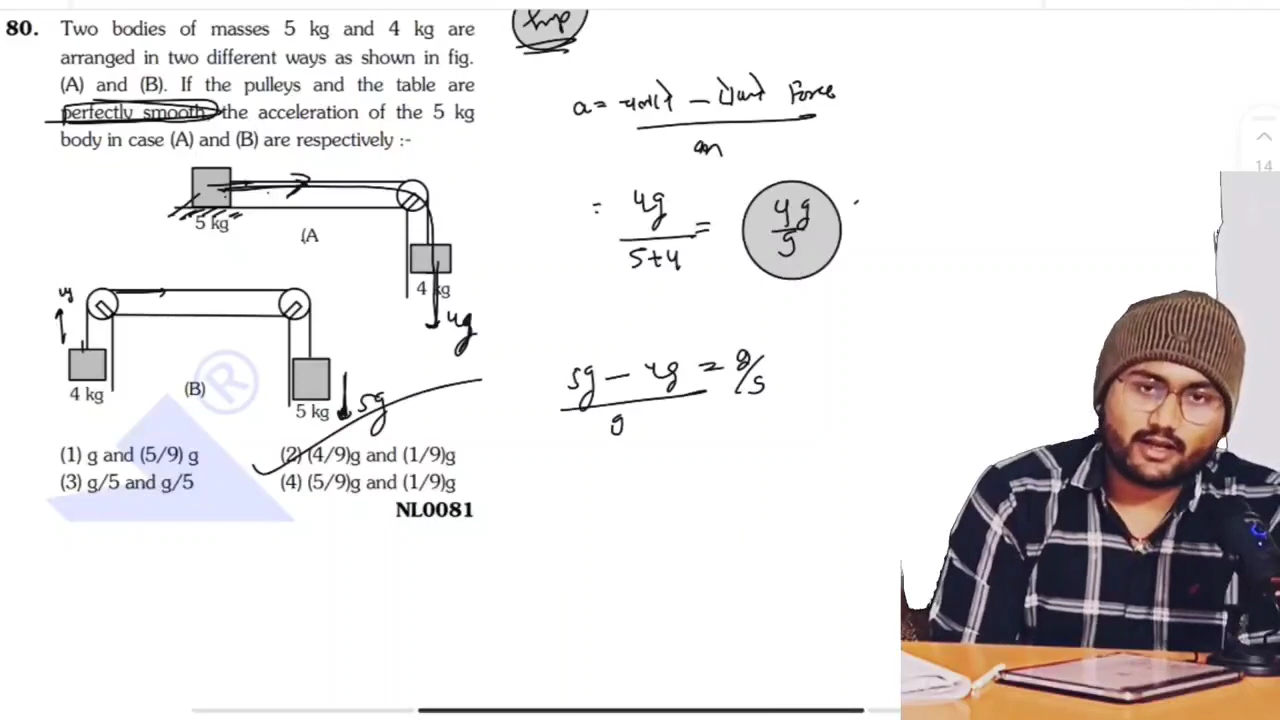 80. Two bodies of masses 5 kg and 4 kg are
arranged in two different ways as shown in fig.
(A) and (B). If the pulleys and the table are
perfectly smooth the acceleration of the 5 kg
body in case (A) and (B) are respectively :-
5 kg
(A
4 kg
4g
4 kg
(B)
5 kg
5g
(1) g and (5/9) g
(2) (4/9)g and (1/9)g
(3) g/5 and g/5
(4) (5/9)g and (1/9)g
NL0081
Imp
a = - Force
m
= 4g
5+4
= 4g
9
5g - 4g = g/5
9
14
®